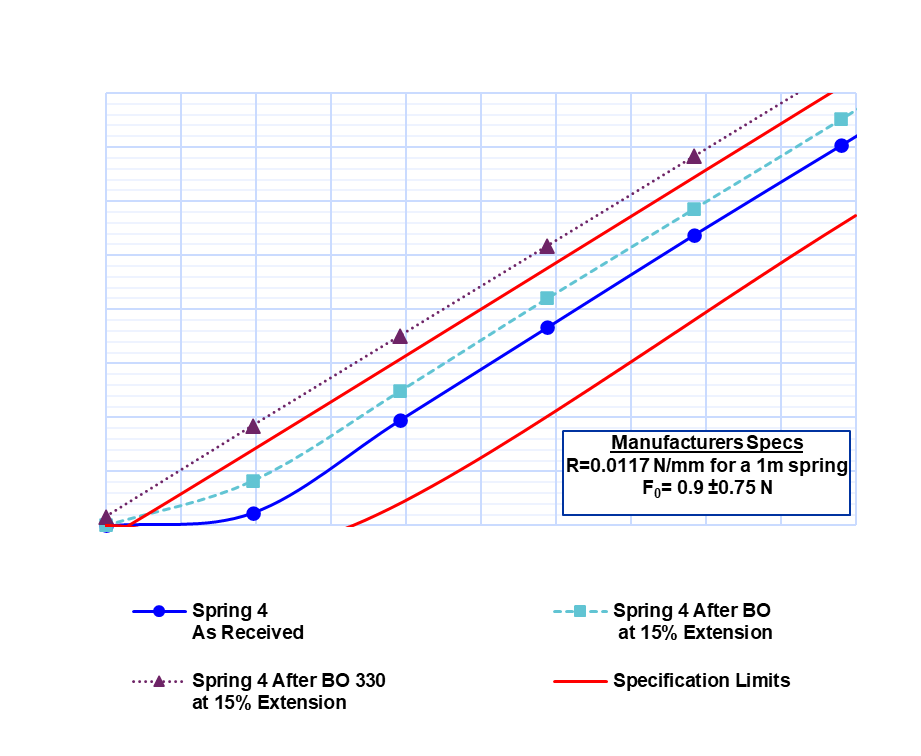 Manufacturers Specs
R=0.0117 N/mm for a 1m spring
F₀= 0.9 ±0.75 N
Spring 4
As Received
Spring 4 After BO
at 15% Extension
Spring 4 After BO 330
at 15% Extension
Specification Limits